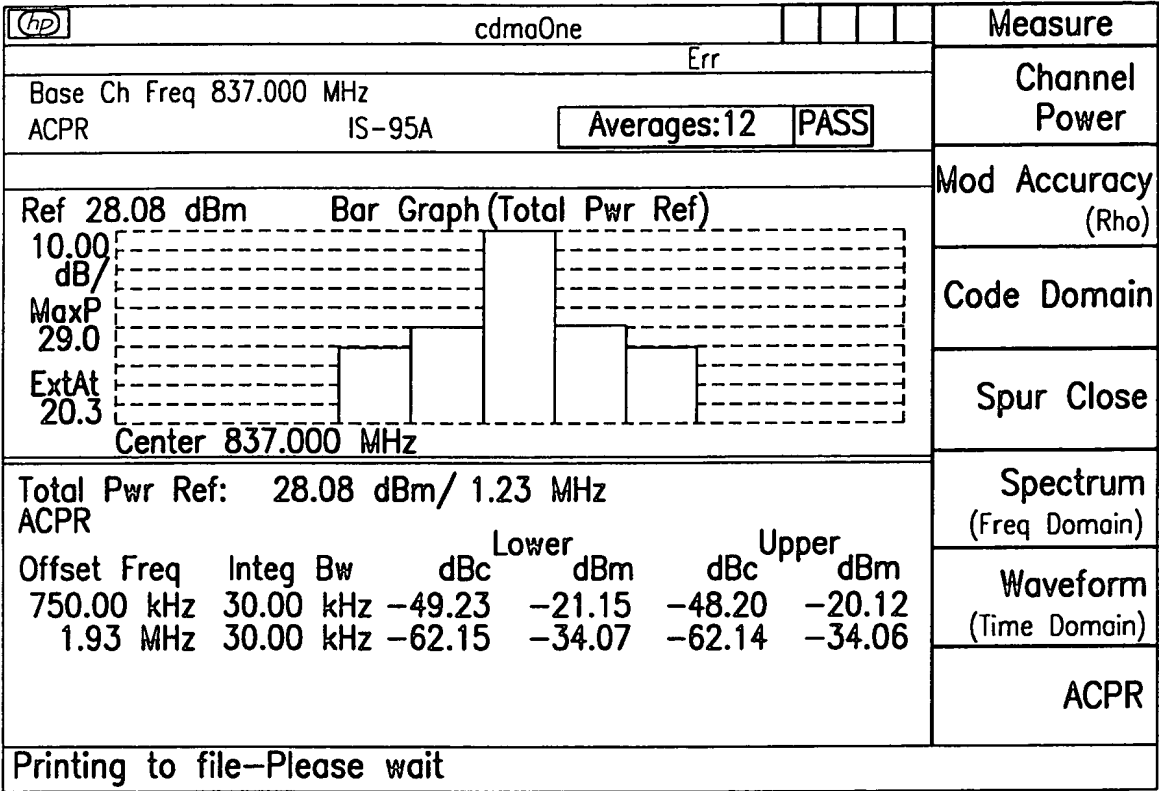 hp cdmaOne
Err
Base Ch Freq 837.000 MHz
ACPR IS-95A Averages:12 PASS
Ref 28.08 dBm Bar Graph (Total Pwr Ref)
10.00
dB/
MaxP
29.0
ExtAt
20.3
Center 837.000 MHz
Total Pwr Ref: 28.08 dBm/ 1.23 MHz
ACPR
Lower Upper
Offset Freq Integ Bw dBc dBm dBc dBm
750.00 kHz 30.00 kHz -49.23 -21.15 -48.20 -20.12
1.93 MHz 30.00 kHz -62.15 -34.07 -62.14 -34.06
Printing to file-Please wait
Measure
Channel
Power
Mod Accuracy
(Rho)
Code Domain
Spur Close
Spectrum
(Freq Domain)
Waveform
(Time Domain)
ACPR